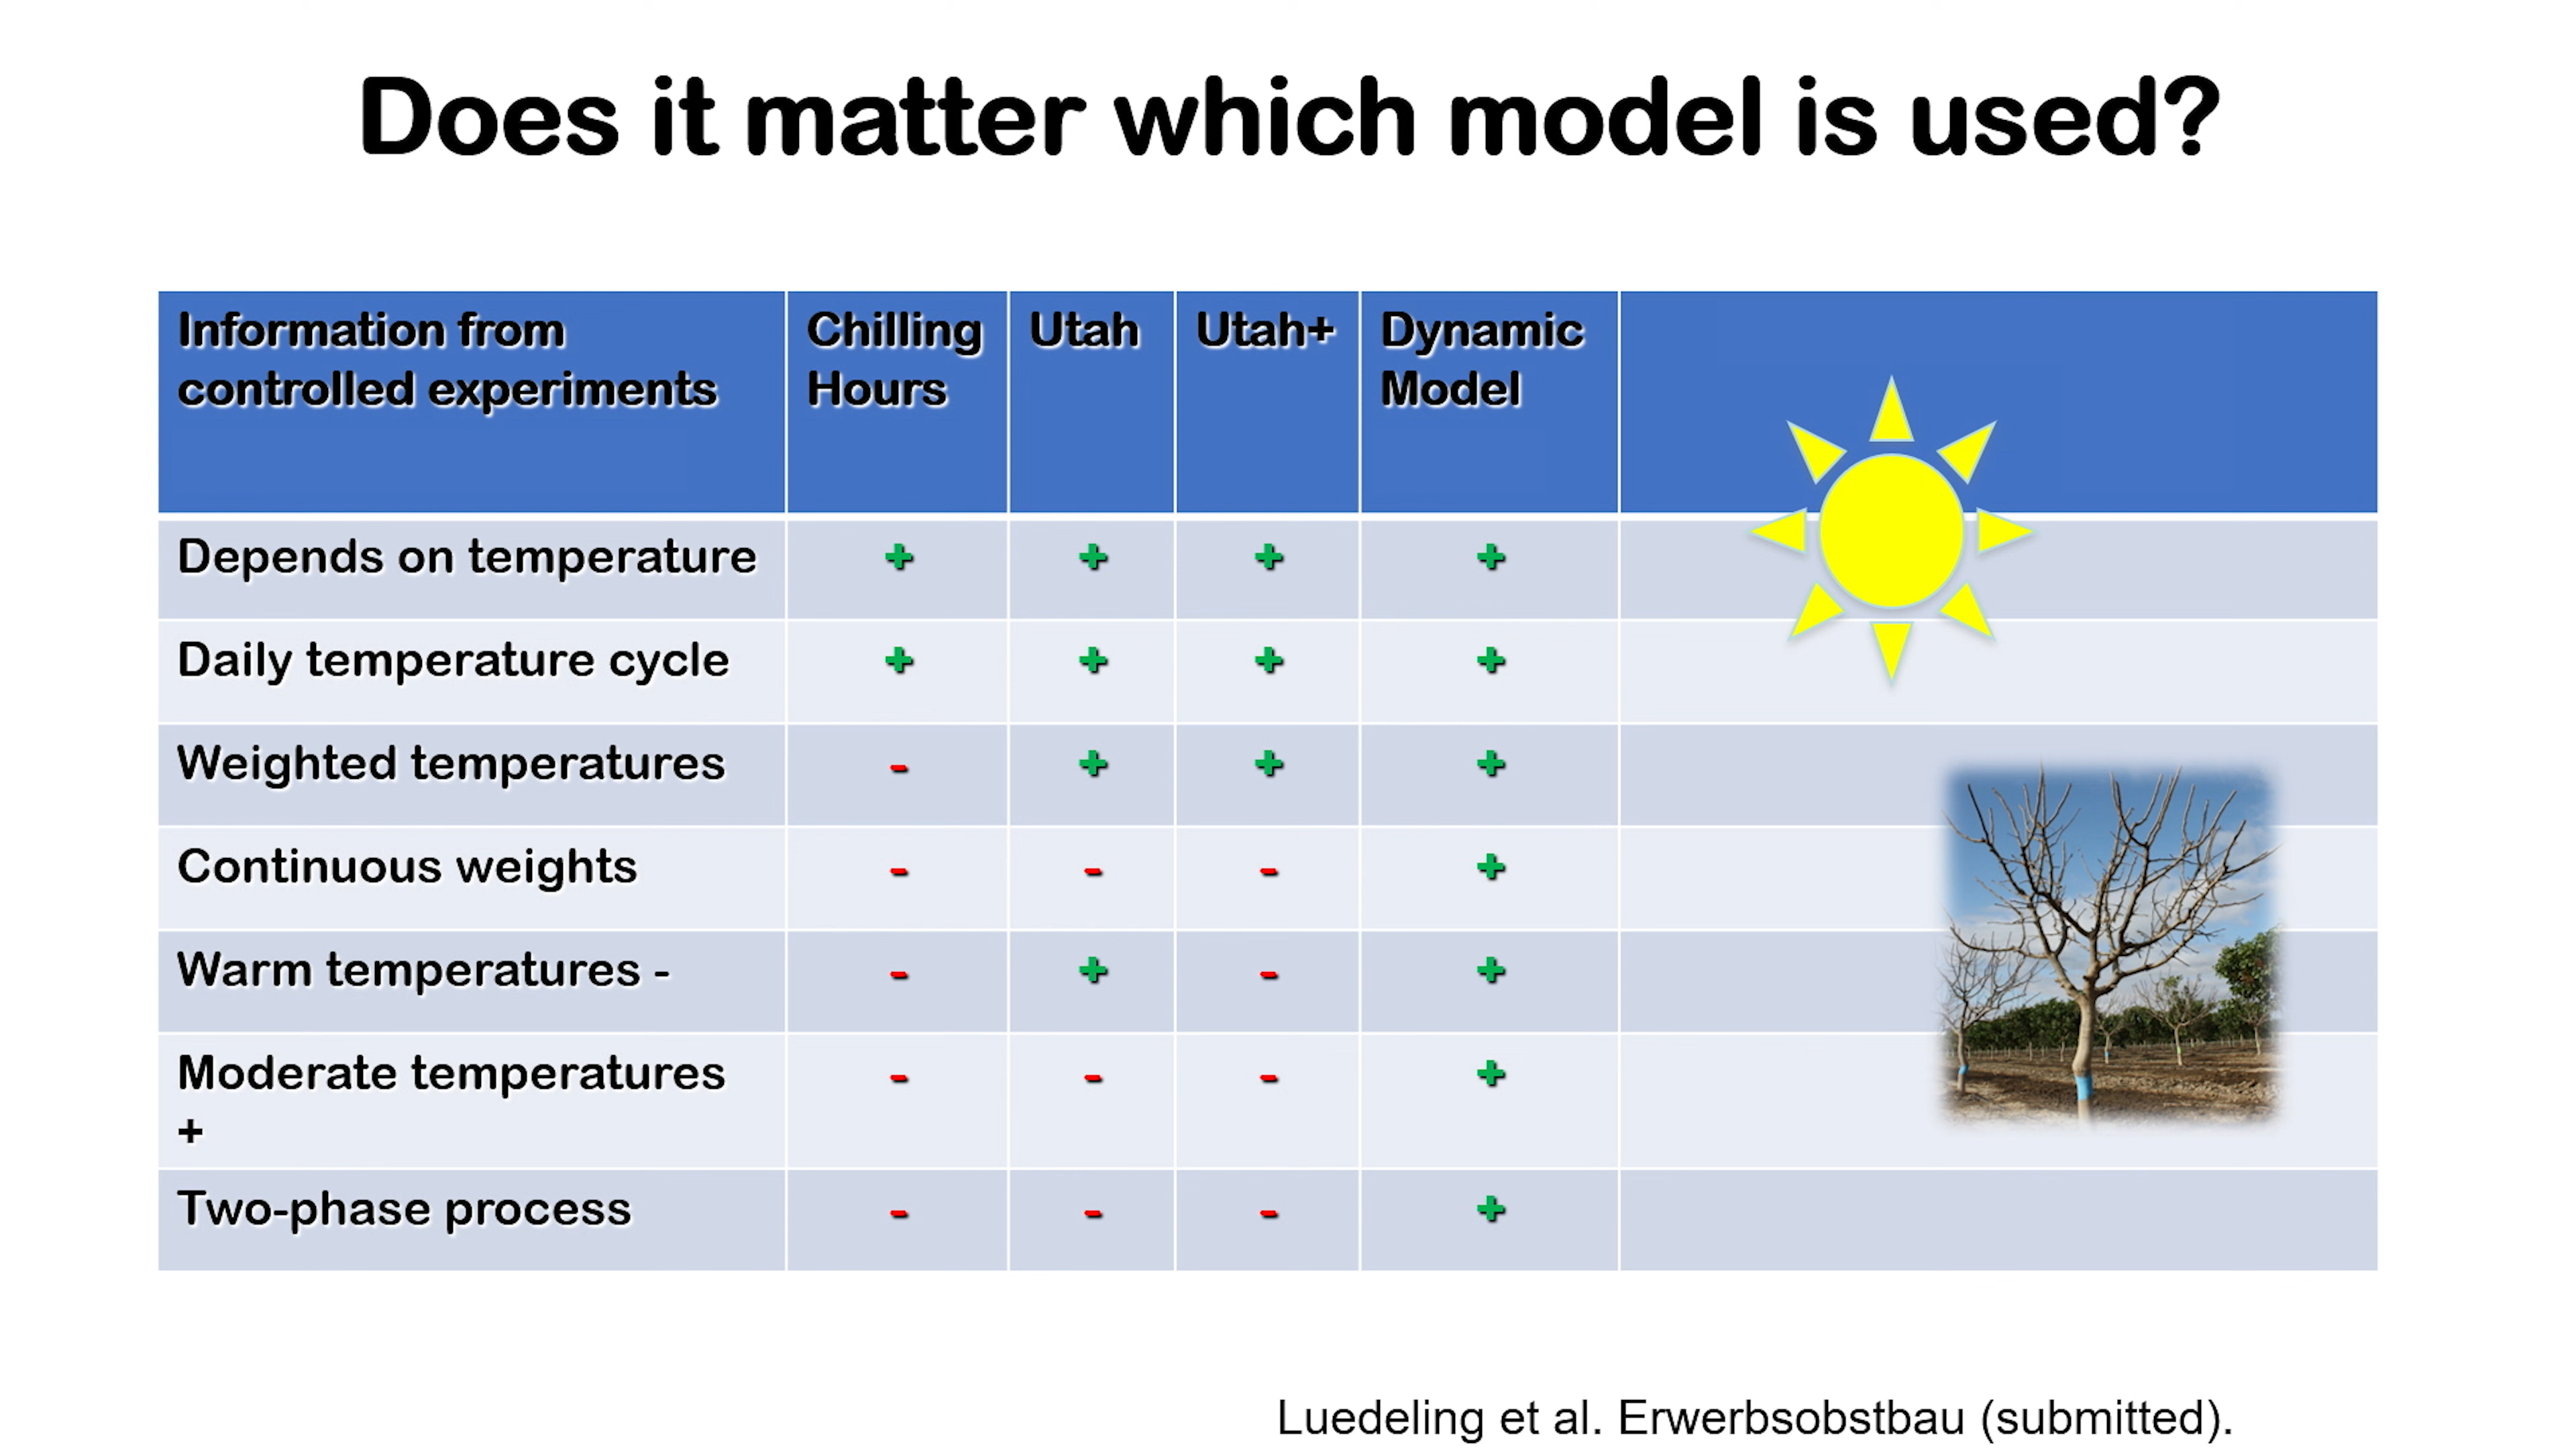 Does it matter which model is used?
Information from controlled experiments Chilling Hours Utah Utah+ Dynamic Model
Depends on temperature + + + +
Daily temperature cycle + + + +
Weighted temperatures - + + +
Continuous weights - - - +
Warm temperatures - - + - +
Moderate temperatures + - - - +
Two-phase process - - - +
Luedeling et al. Erwerbsobstbau (submitted).